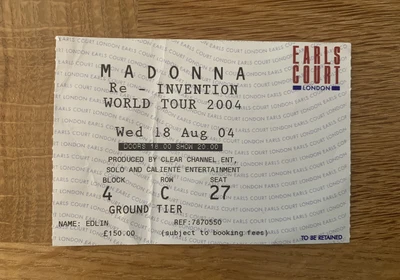 EARLS
COURT
LONDON
MADONNA
Re - INVENTION
WORLD TOUR 2004
Wed 18 Aug 04
DOORS 18.00 SHOW 20.00
PRODUCED BY CLEAR CHANNEL ENT,
SOLO AND CALIENTE ENTERTAINMENT
BLOCK ROW SEAT
4 C 27
GROUND TIER
NAME: EDLIN REF:7870550
£150.00 (subject to booking fees)
TO BE RETAINED